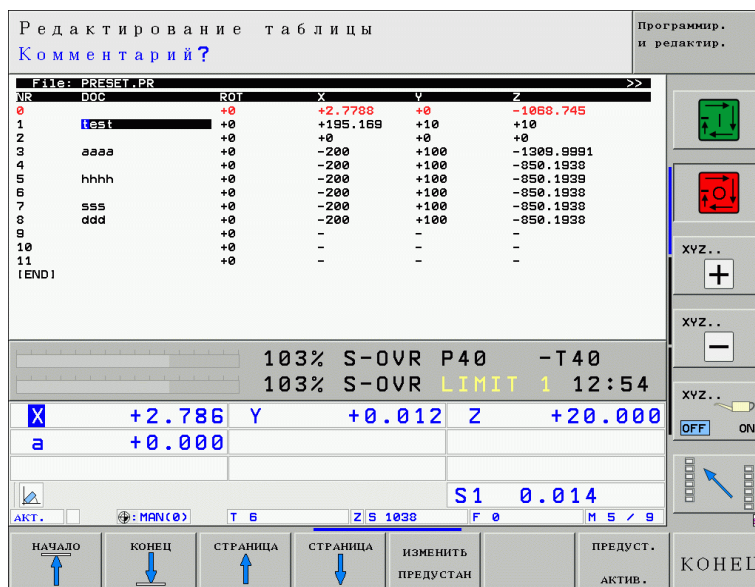 Редактирование таблицы
Комментарий?
Программир.
и редактир.
File: PRESET.PR >>
NR DOC ROT X Y Z
0 +0 +2.7788 +0 -1068.745
1 test +0 +195.169 +10 +10
2 +0 +0 +0 +0
3 aaaa +0 -200 +100 -1309.9991
4 +0 -200 +100 -850.1938
5 hhhh +0 -200 +100 -850.1939
6 +0 -200 +100 -850.1938
7 sss +0 -200 +100 -850.1938
8 ddd +0 -200 +100 -850.1938
9 +0 - - -
10 +0 - - -
11 +0 - - -
[END]
XYZ..
+
XYZ..
-
XYZ..
OFF ON
103% S-OVR P40 -T40
103% S-OVR LIMIT 1 12:54
X +2.786 Y +0.012 Z +20.000
a +0.000
S1 0.014
АКТ. :MAN(0) T 6 Z S 1038 F 0 M 5 / 9
НАЧАЛО
КОНЕЦ
СТРАНИЦА
СТРАНИЦА
ИЗМЕНИТЬ
ПРЕДУСТАН
ПРЕДУСТ.
АКТИВ.
КОНЕЦ